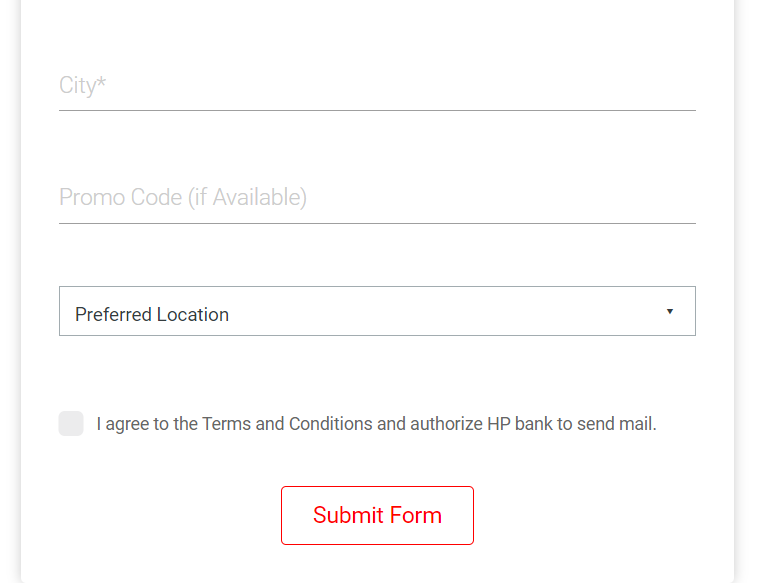 City*
Promo Code (if Available)
Preferred Location
I agree to the Terms and Conditions and authorize HP bank to send mail.
Submit Form